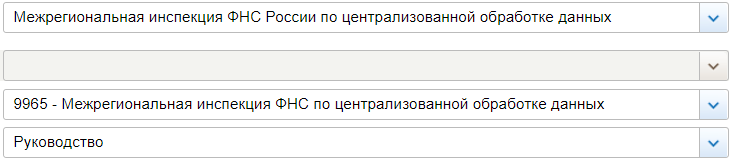 Межрегиональная инспекция ФНС России по централизованной обработке данных
9965 - Межрегиональная инспекция ФНС по централизованной обработке данных
Руководство